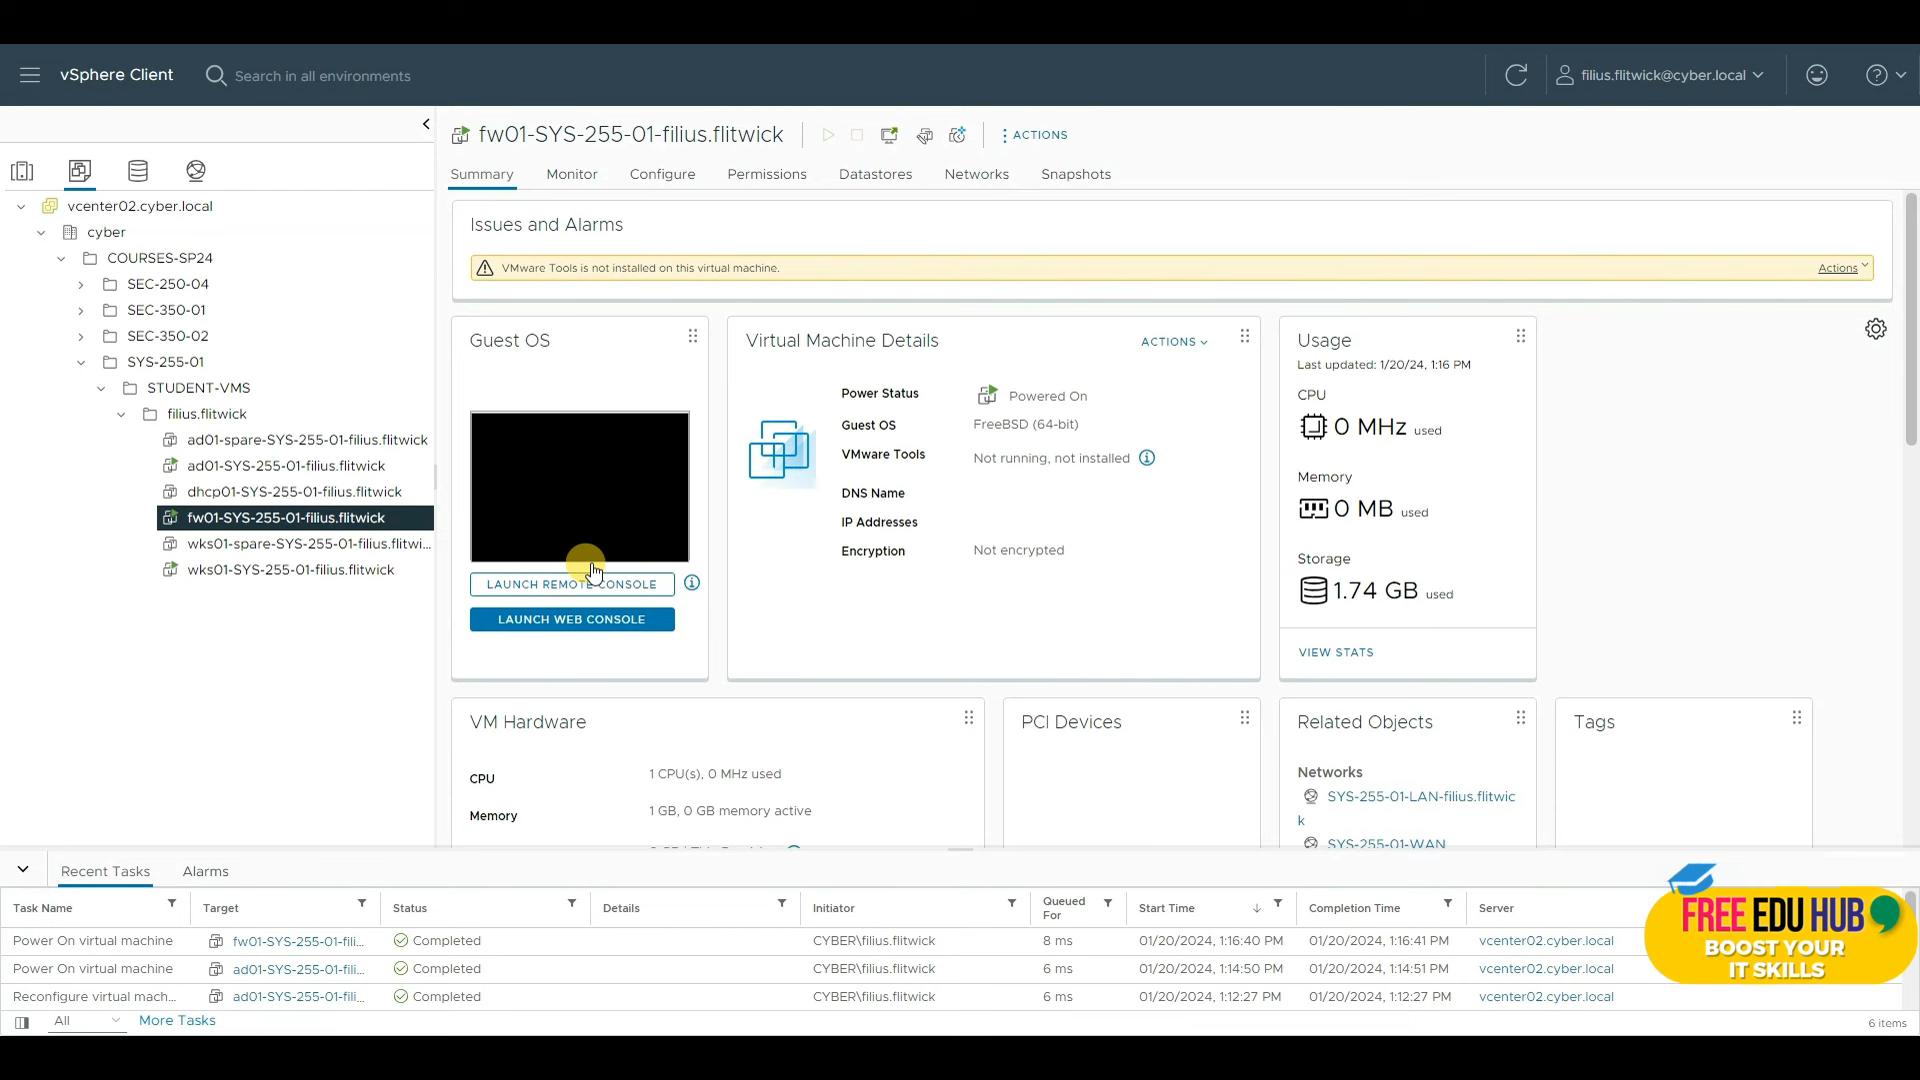 vSphere Client
Search in all environments
filius.flitwick@cyber.local
fw01-SYS-255-01-filius.flitwick
ACTIONS
Summary Monitor Configure Permissions Datastores Networks Snapshots
vcenter02.cyber.local
cyber
COURSES-SP24
SEC-250-04
SEC-350-01
SEC-350-02
SYS-255-01
STUDENT-VMS
filius.flitwick
ad01-spare-SYS-255-01-filius.flitwick
ad01-SYS-255-01-filius.flitwick
dhcp01-SYS-255-01-filius.flitwick
fw01-SYS-255-01-filius.flitwick
wks01-spare-SYS-255-01-filius.flitwi...
wks01-SYS-255-01-filius.flitwick
Issues and Alarms
VMware Tools is not installed on this virtual machine.
Actions
Guest OS
LAUNCH REMOTE CONSOLE
LAUNCH WEB CONSOLE
Virtual Machine Details
ACTIONS
Power Status Powered On
Guest OS FreeBSD (64-bit)
VMware Tools Not running, not installed
DNS Name
IP Addresses
Encryption Not encrypted
Usage
Last updated: 1/20/24, 1:16 PM
CPU
0 MHz used
Memory
0 MB used
Storage
1.74 GB used
VIEW STATS
VM Hardware
CPU 1 CPU(s), 0 MHz used
Memory 1 GB, 0 GB memory active
PCI Devices
Related Objects
Networks
SYS-255-01-LAN-filius.flitwic
k
SYS-255-01-WAN
Tags
Recent Tasks Alarms
Task Name Target Status Details Initiator Queued For Start Time Completion Time Server
Power On virtual machine fw01-SYS-255-01-fili... Completed CYBER\filius.flitwick 8 ms 01/20/2024, 1:16:40 PM 01/20/2024, 1:16:41 PM vcenter02.cyber.local
Power On virtual machine ad01-SYS-255-01-fili... Completed CYBER\filius.flitwick 6 ms 01/20/2024, 1:14:50 PM 01/20/2024, 1:14:51 PM vcenter02.cyber.local
Reconfigure virtual mach... ad01-SYS-255-01-fili... Completed CYBER\filius.flitwick 6 ms 01/20/2024, 1:12:27 PM 01/20/2024, 1:12:27 PM vcenter02.cyber.local
All More Tasks
6 items
FREE EDU HUB
BOOST YOUR
IT SKILLS